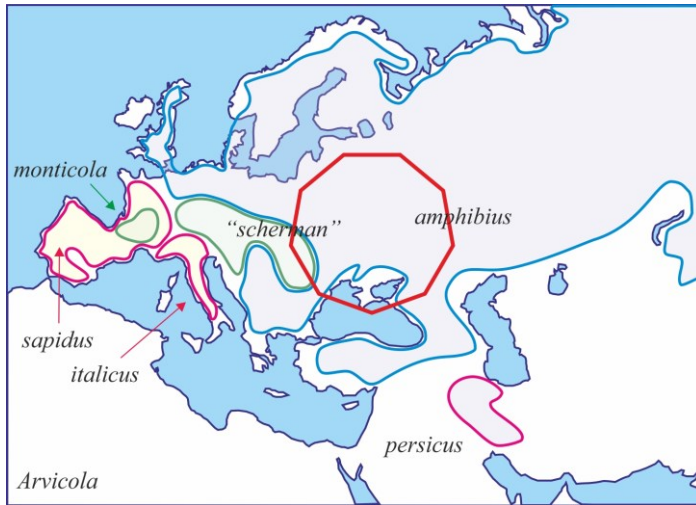 monticola
"scherman"
amphibius
sapidus
italicus
persicus
Arvicola